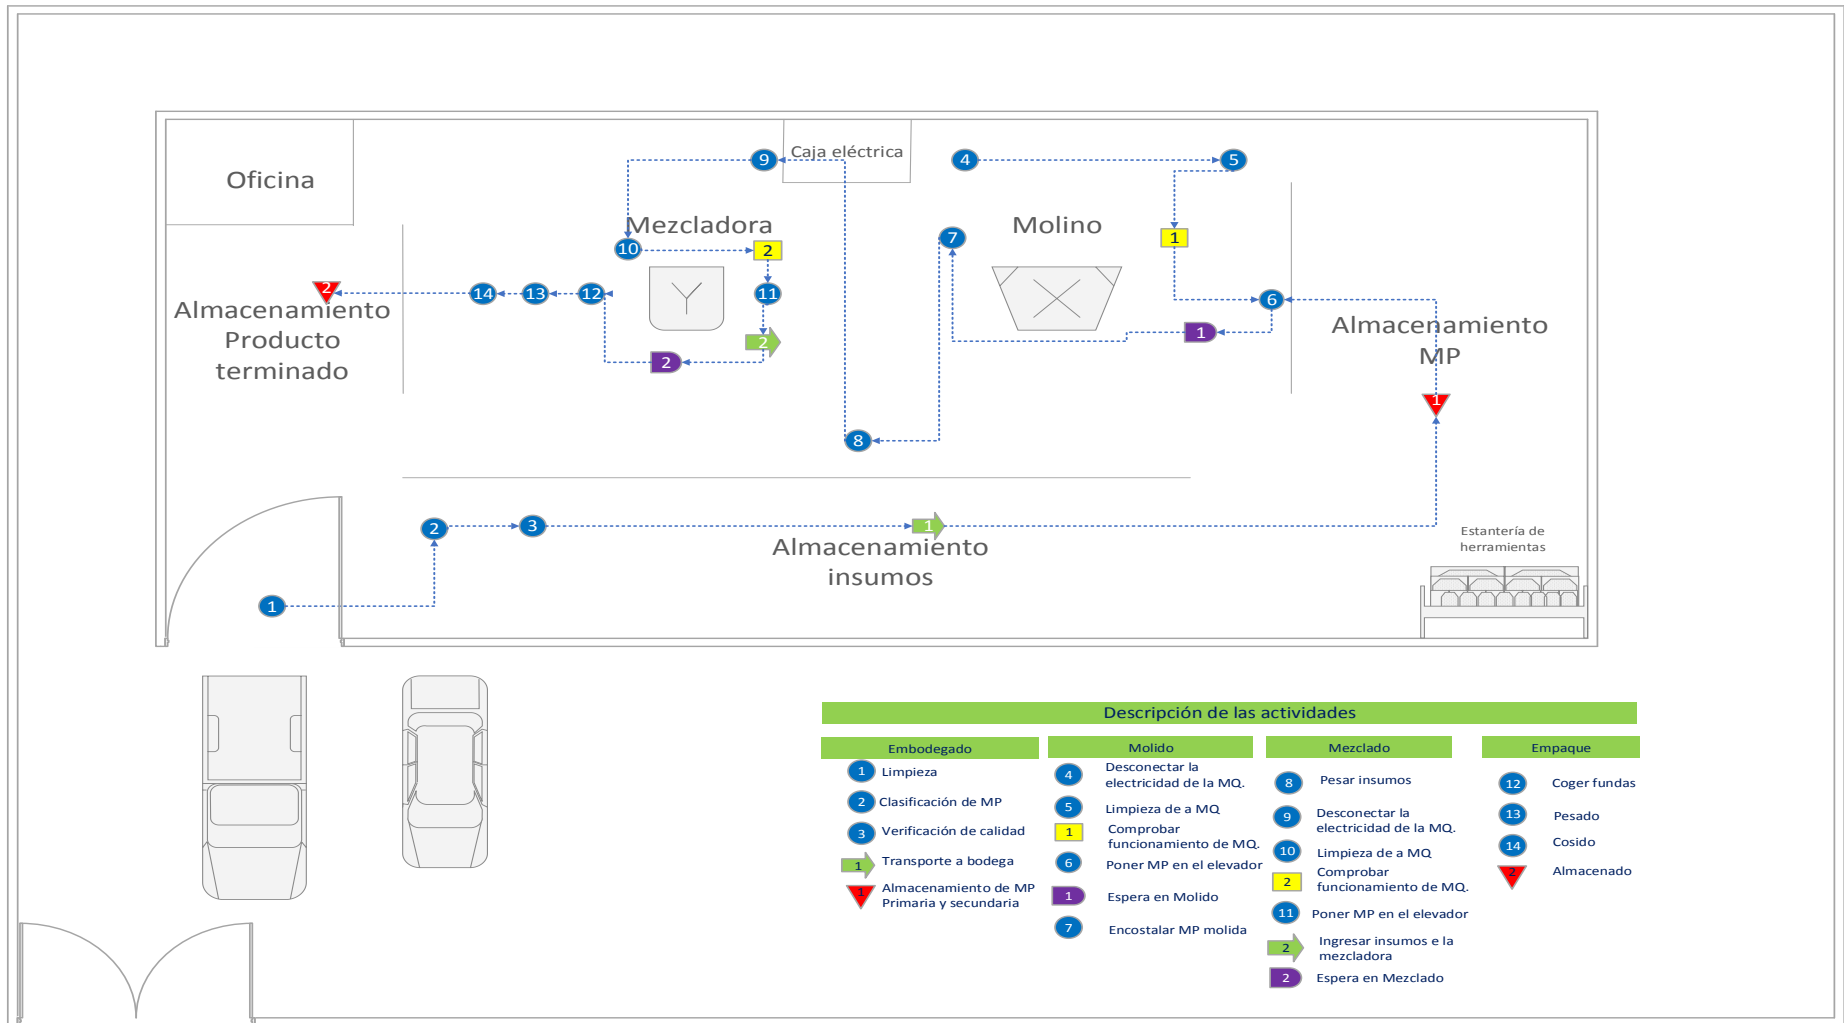 Oficina
Caja eléctrica
9
4
5
Mezcladora
Molino
10
2
7
1
11
6
2
14
13
12
2
1
2
Almacenamiento
Producto
terminado
Almacenamiento
MP
1
8
2
3
1
Almacenamiento
insumos
Estantería de
herramientas
1
Descripción de las actividades
Embodegado
1 Limpieza
2 Clasificación de MP
3 Verificación de calidad
1 Transporte a bodega
1 Almacenamiento de MP
Primaria y secundaria
Molido
4 Desconectar la
electricidad de la MQ.
5 Limpieza de a MQ
1 Comprobar
funcionamiento de MQ.
6 Poner MP en el elevador
1 Espera en Molido
7 Encostalar MP molida
Mezclado
8 Pesar insumos
9 Desconectar la
electricidad de la MQ.
10 Limpieza de a MQ
2 Comprobar
funcionamiento de MQ.
11 Poner MP en el elevador
2 Ingresar insumos e la
mezcladora
2 Espera en Mezclado
Empaque
12 Coger fundas
13 Pesado
14 Cosido
2 Almacenado